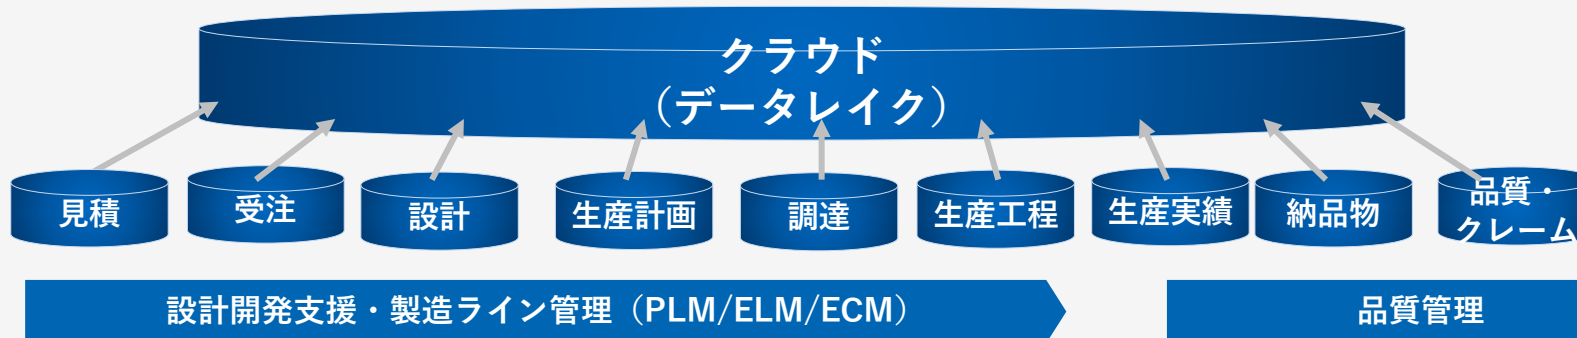 クラウド
（データレイク）
見積
受注
設計
生産計画
調達
生産工程
生産実績
納品物
品質・
クレーム
設計開発支援・製造ライン管理（PLM/ELM/ECM）
品質管理